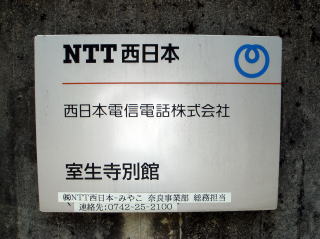 NTT西日本
西日本電信電話株式会社
室生寺別館
㈱NTT西日本-みやこ 奈良事業部 総務担当
連絡先:0742-25-2100